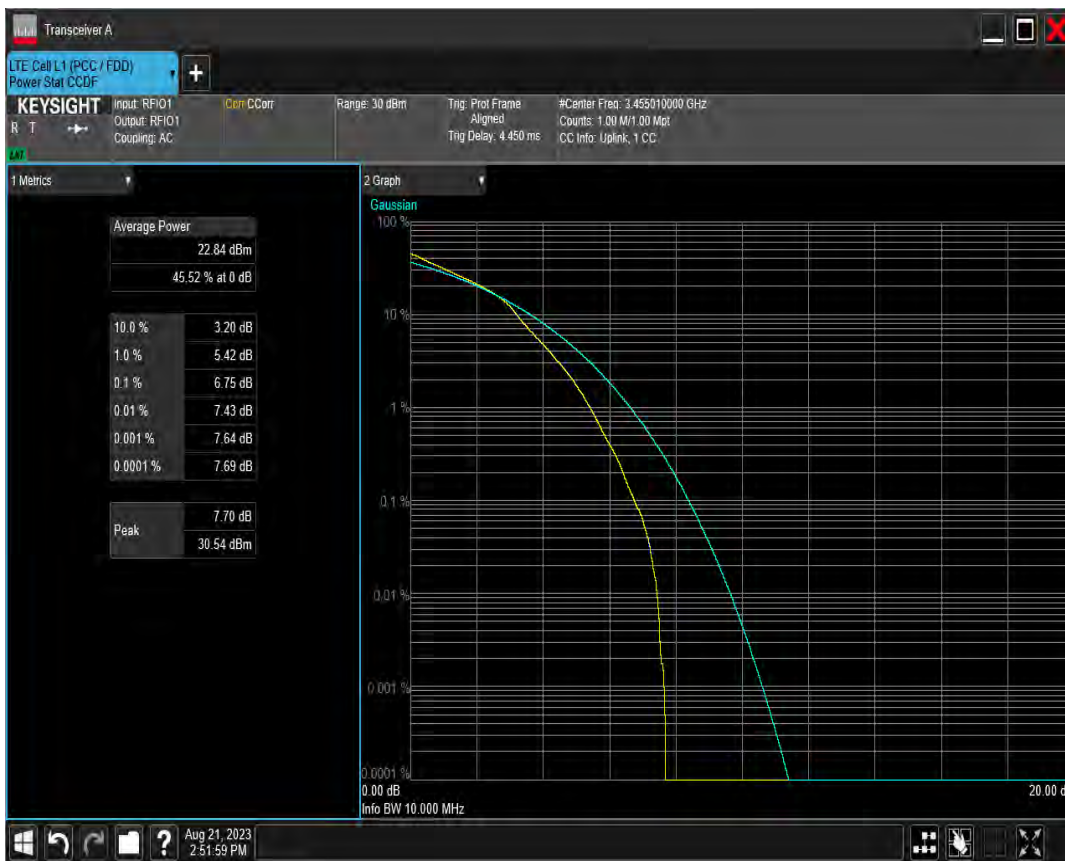 Transceiver A
LTE Cell L1 (PCC / FDD)
Power Stat CCDF
+
KEYSIGHT
R T
LXI
Input: RFIO1
Output: RFIO1
Coupling: AC
Corr CCorr
Range: 30 dBm
Trig: Prot Frame
Aligned
Trig Delay: 4.450 ms
#Center Freq: 3.455010000 GHz
Counts: 1.00 M/1.00 Mpt
CC Info: Uplink, 1 CC
1 Metrics
Average Power
22.84 dBm
45.52 % at 0 dB
10.0 % 3.20 dB
1.0 % 5.42 dB
0.1 % 6.75 dB
0.01 % 7.43 dB
0.001 % 7.64 dB
0.0001 % 7.69 dB
Peak
7.70 dB
30.54 dBm
2 Graph
Gaussian
100 %
10 %
1 %
0.1 %
0.01 %
0.001 %
0.0001 %
0.00 dB
20.00 d
Info BW 10.000 MHz
?
Aug 21, 2023
2:51:59 PM